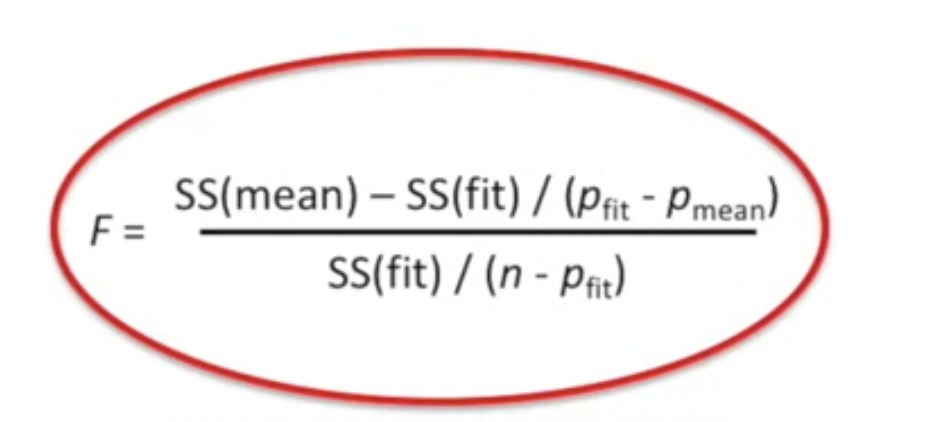 F = SS(mean) – SS(fit) / (pfit - pmean)
SS(fit) / (n - pfit)